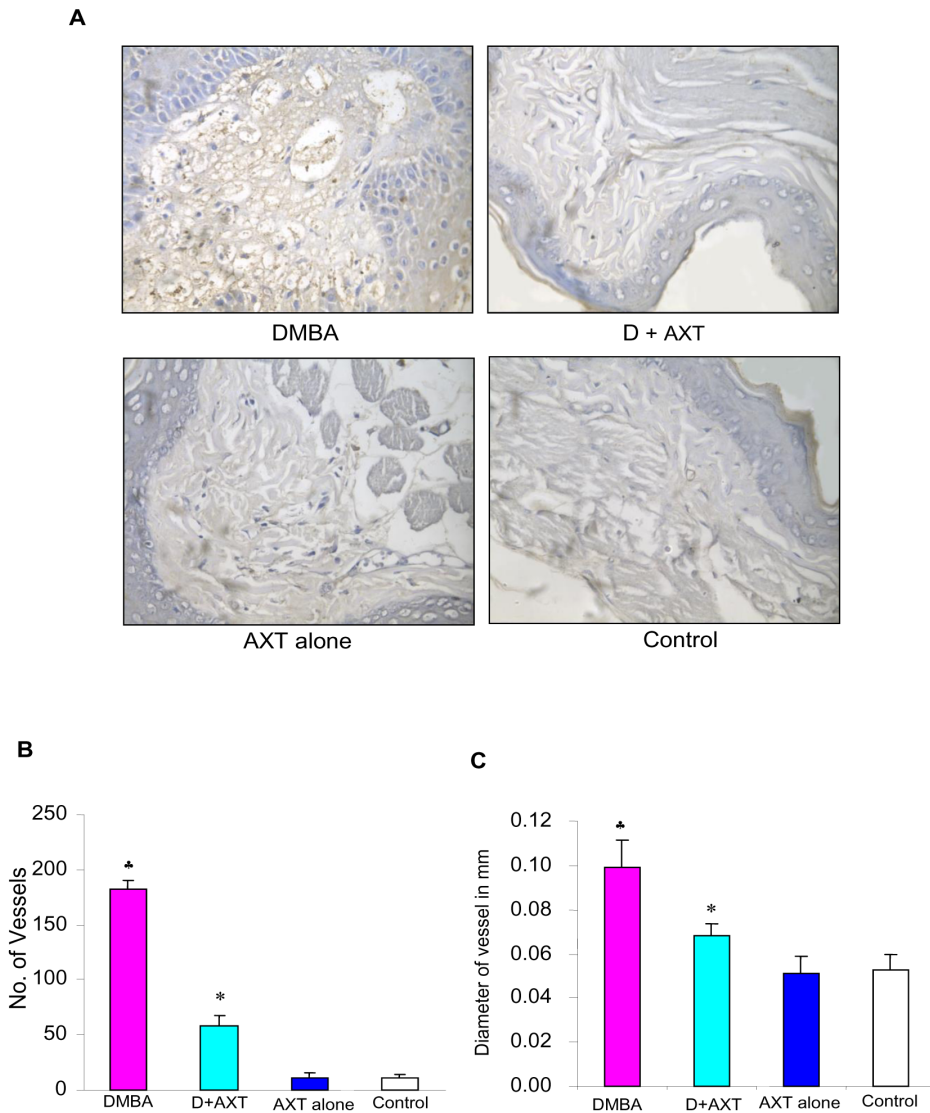 A
DMBA
D + AXT
AXT alone
Control
B
No. of Vessels
250
200
150
100
50
0
♣
*
DMBA
D+AXT
AXT alone
Control
C
Diameter of vessel in mm
0.12
0.10
0.08
0.06
0.04
0.02
0.00
♣
*
DMBA
D+AXT
AXT alone
Control